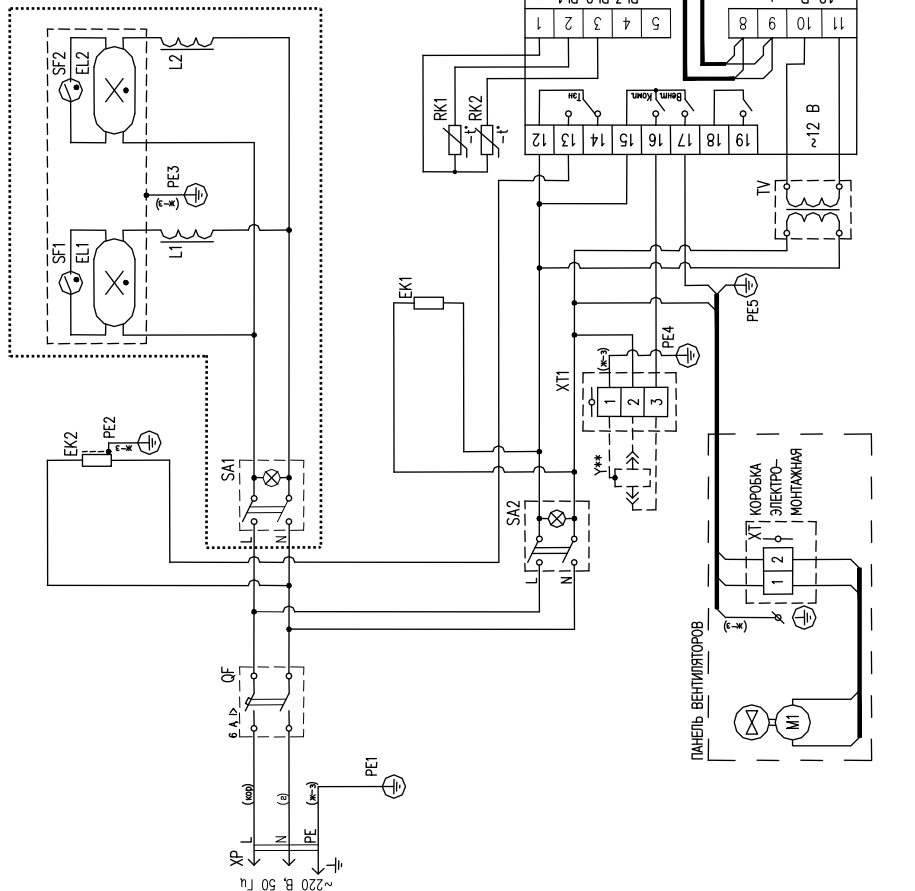 1 2 3 4 5
8 9 10 11
SF2
EL2
L2
PE3
(ж-з)
SF1
EL1
L1
RK1
RK2
-t°
-t°
Тэн
Комп.
Вент.
12 13 14 15 16 17 18 19
~12 В
TV
EK1
PE5
PE4
(ж-з)
XT1
1 2 3
Y**
EK2
PE2
ж-з
SA1
L
N
SA2
L
N
КОРОБКА
ЭЛЕКТРО-
МОНТАЖНАЯ
XT
1 2
(ж-з)
ПАНЕЛЬ ВЕНТИЛЯТОРОВ
M1
QF
6 А I>
PE1
(кор)
(г)
(ж-з)
L
N
PE
XP
~220 В, 50 Гц